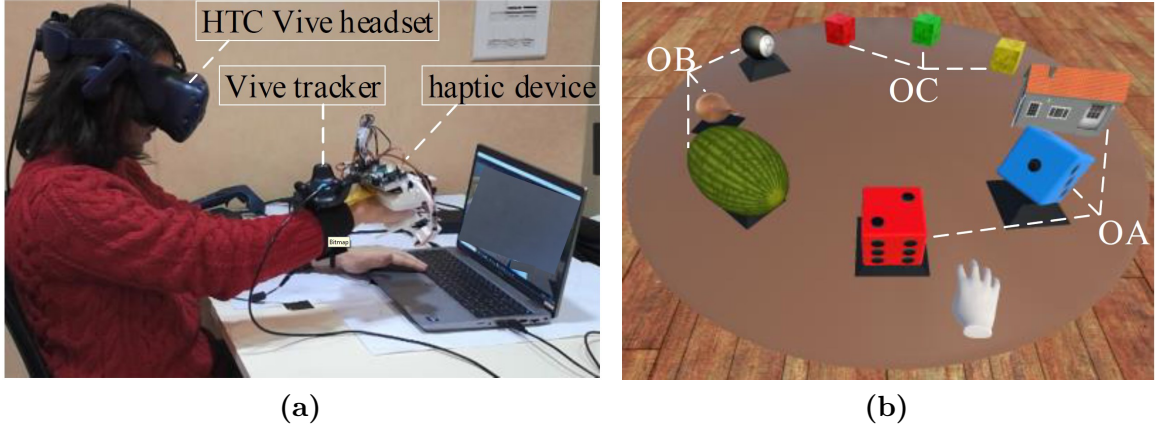 HTC Vive headset
Vive tracker
haptic device
Bitmap
OB
OC
OA
(a)
(b)